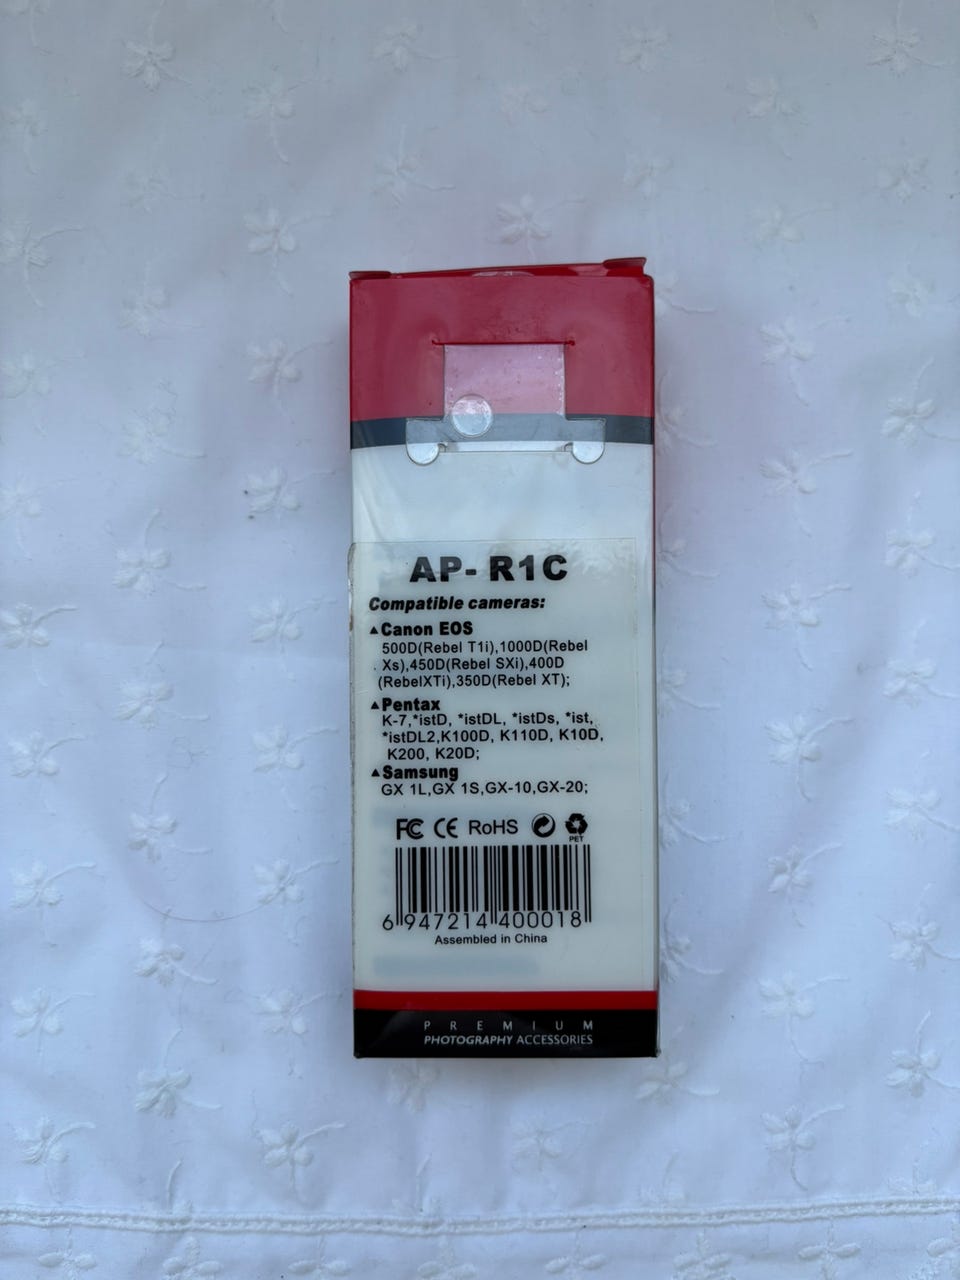 AP- R1C
Compatible cameras:
▲Canon EOS
500D(Rebel T1i),1000D(Rebel
Xs),450D(Rebel SXi),400D
(RebelXTi),350D(Rebel XT);
▲Pentax
K-7,*istD, *istDL, *istDs, *ist,
*istDL2,K100D, K110D, K10D,
K200, K20D;
▲Samsung
GX 1L,GX 1S,GX-10,GX-20;
FC CE RoHS
PET
6 947214 400018
Assembled in China
PREMIUM
PHOTOGRAPHY ACCESSORIES